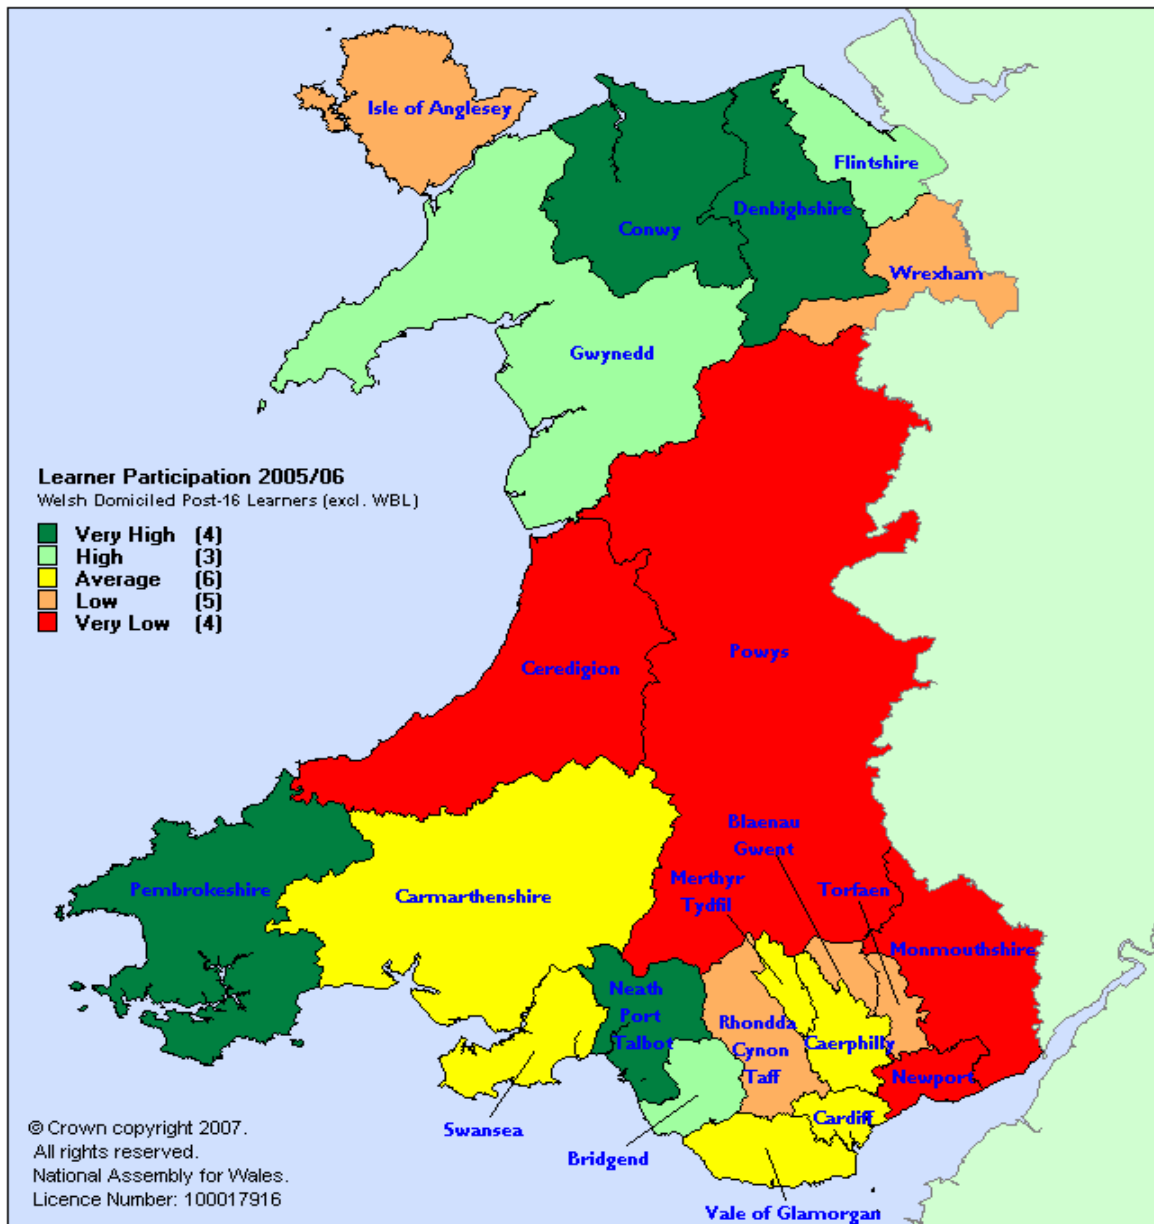 Isle of Anglesey
Flintshire
Denbighshire
Conwy
Wrexham
Gwynedd
Learner Participation 2005/06
Welsh Domiciled Post-16 Learners (excl. WBL)
Very High (4)
High (3)
Average (6)
Low (5)
Very Low (4)
Ceredigion
Powys
Blaenau
Gwent
Merthyr
Tydfil
Torfaen
Pembrokeshire
Carmarthenshire
Monmouthshire
Neath
Port
Talbot
Rhondda
Cynon
Taff
Caerphilly
Newport
Cardiff
Swansea
Bridgend
Vale of Glamorgan
© Crown copyright 2007.
All rights reserved.
National Assembly for Wales.
Licence Number: 100017916